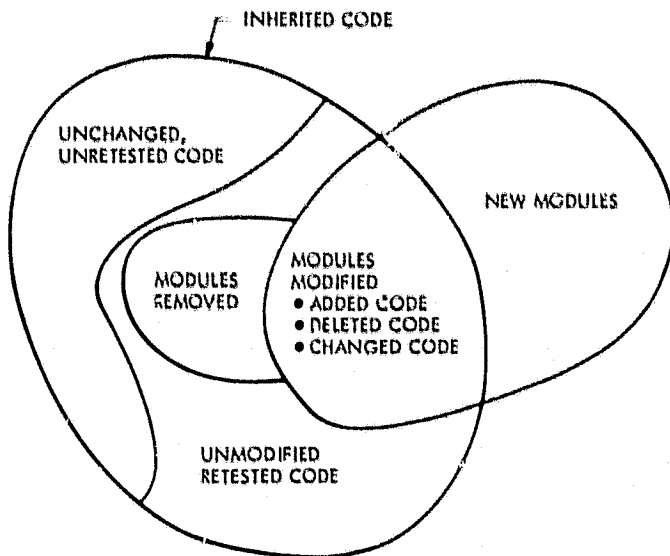 INHERITED CODE
UNCHANGED,
UNRETESTED CODE
NEW MODULES
MODULES
REMOVED
MODULES
MODIFIED
• ADDED CODE
• DELETED CODE
• CHANGED CODE
UNMODIFIED
RETESTED CODE